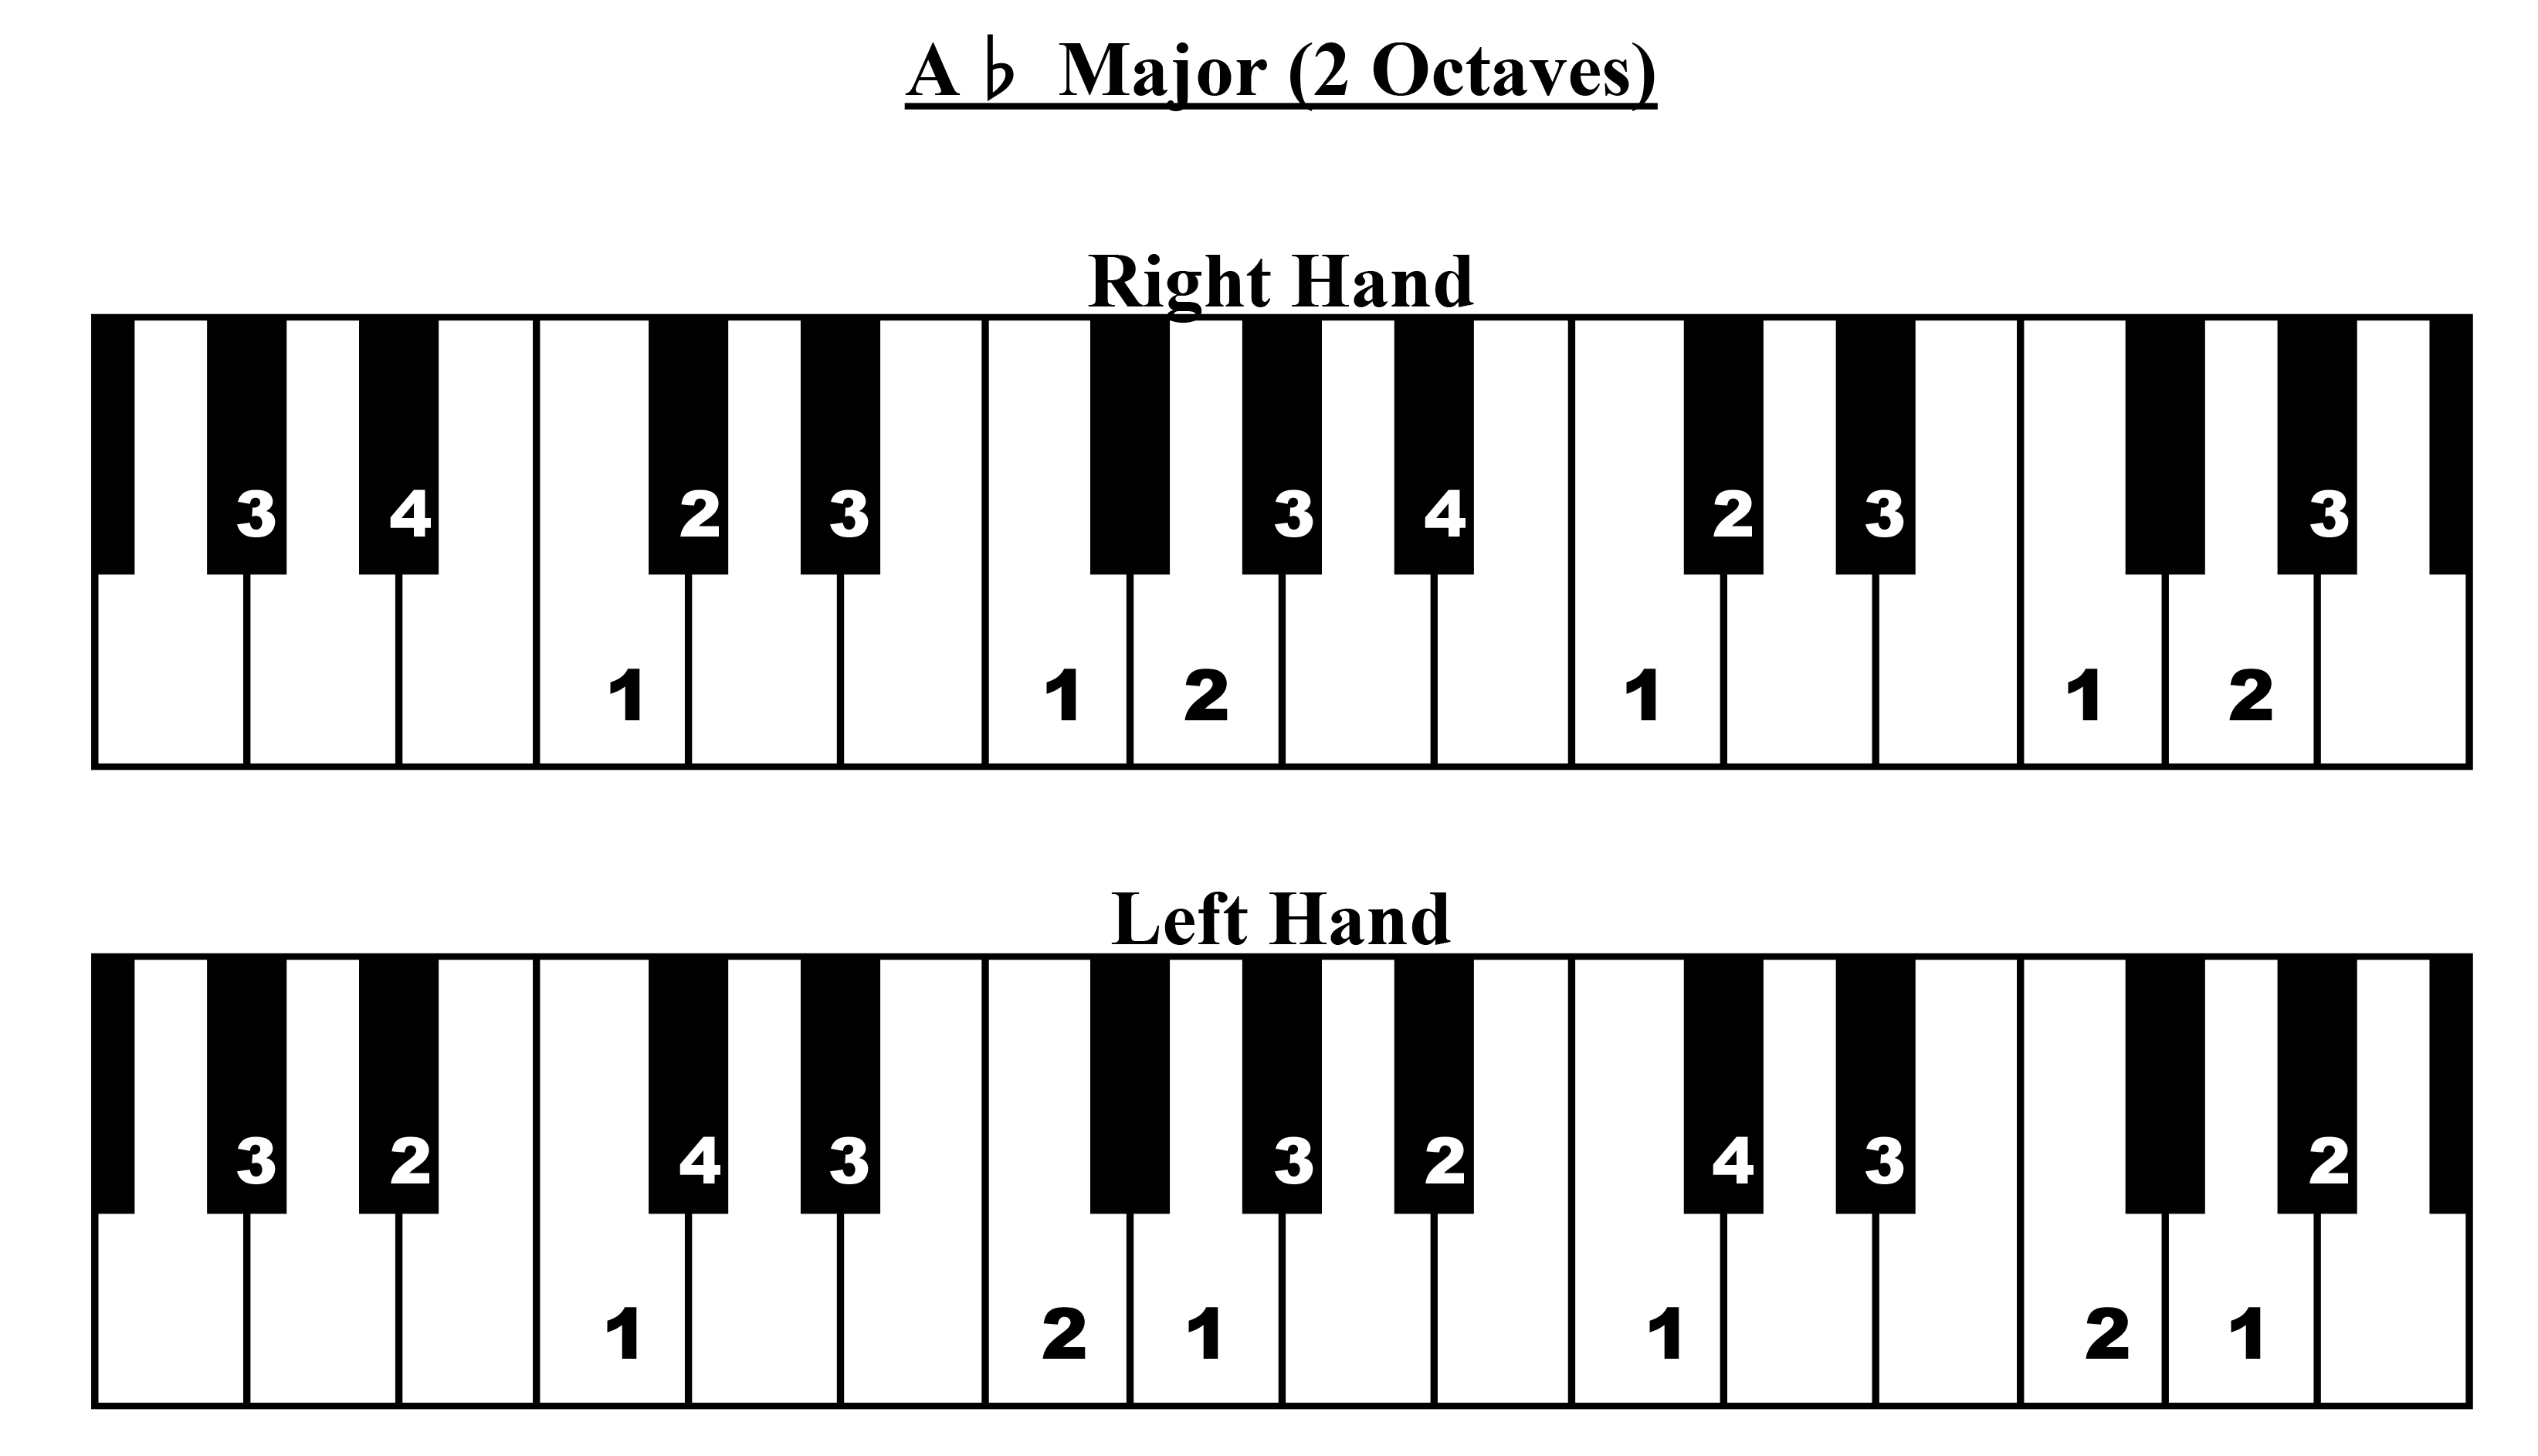 A♭ Major (2 Octaves)
Right Hand
3 4 2 3 3 4 2 3 3
1 1 2 1 1 2
Left Hand
3 2 4 3 3 2 4 3 2
1 2 1 1 2 1